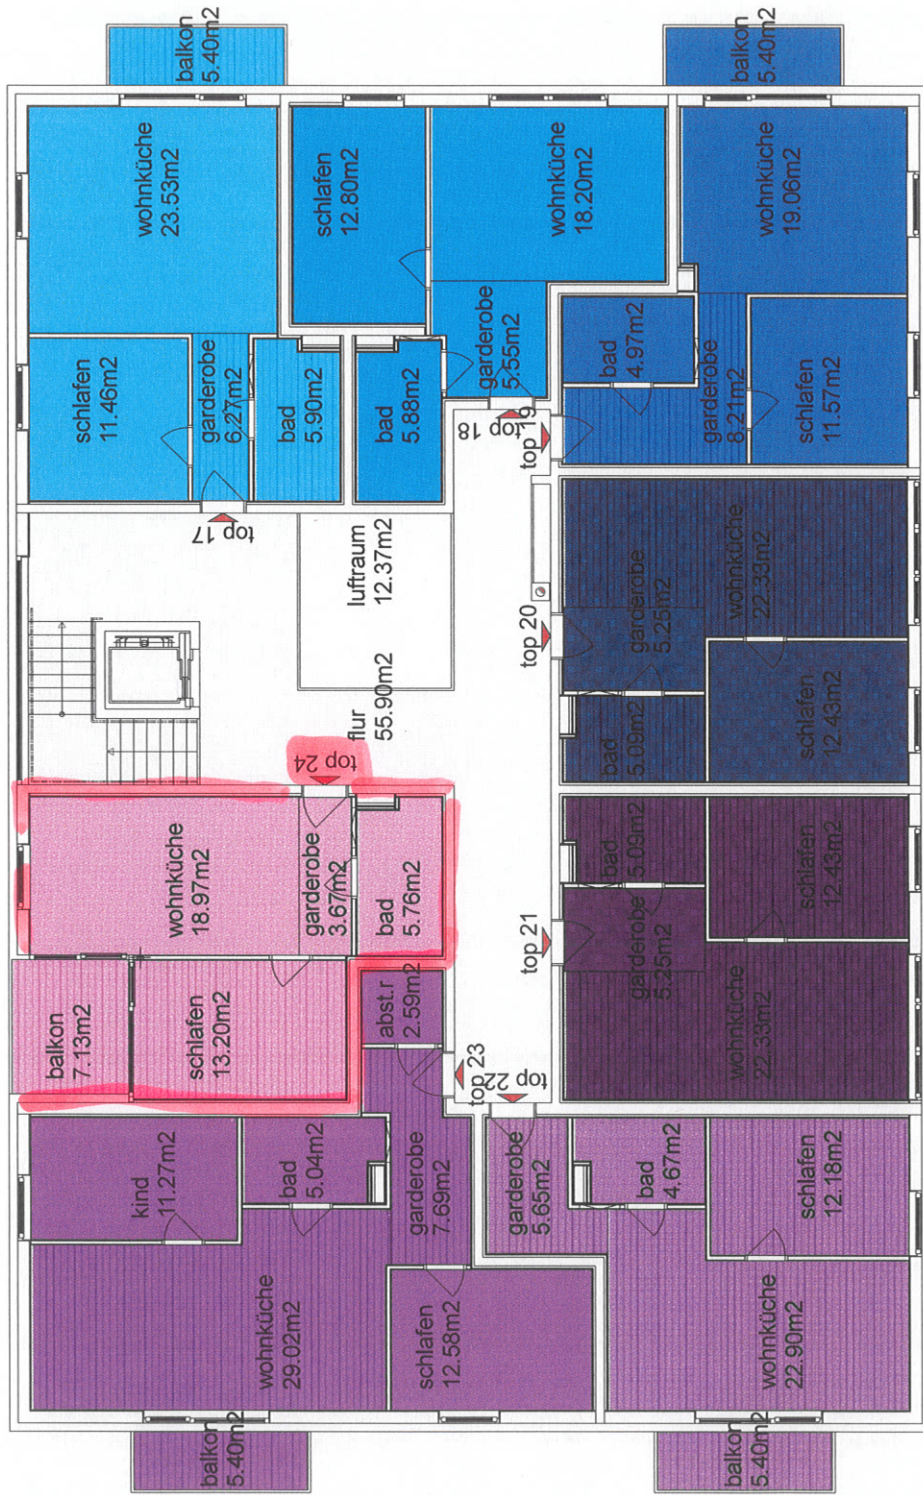 balkon
5.40m2
wohnküche
23.53m2
schlafen
11.46m2
garderobe
6.27m2
bad
5.90m2
top 17
schlafen
12.80m2
wohnküche
18.20m2
garderobe
5.55m2
bad
5.88m2
top 18
balkon
5.40m2
wohnküche
19.06m2
bad
4.97m2
garderobe
8.21m2
schlafen
11.57m2
top 19
luftraum
12.37m2
flur
55.90m2
top 20
garderobe
5.25m2
wohnküche
22.33m2
bad
5.09m2
schlafen
12.43m2
top 24
wohnküche
18.97m2
garderobe
3.67m2
bad
5.76m2
balkon
7.13m2
schlafen
13.20m2
top 21
bad
5.09m2
schlafen
12.43m2
garderobe
5.25m2
wohnküche
22.33m2
abst.r
2.59m2
top 23
kind
11.27m2
bad
5.04m2
garderobe
7.69m2
wohnküche
29.02m2
schlafen
12.58m2
balkon
5.40m2
top 22
garderobe
5.65m2
bad
4.67m2
schlafen
12.18m2
wohnküche
22.90m2
balkon
5.40m2